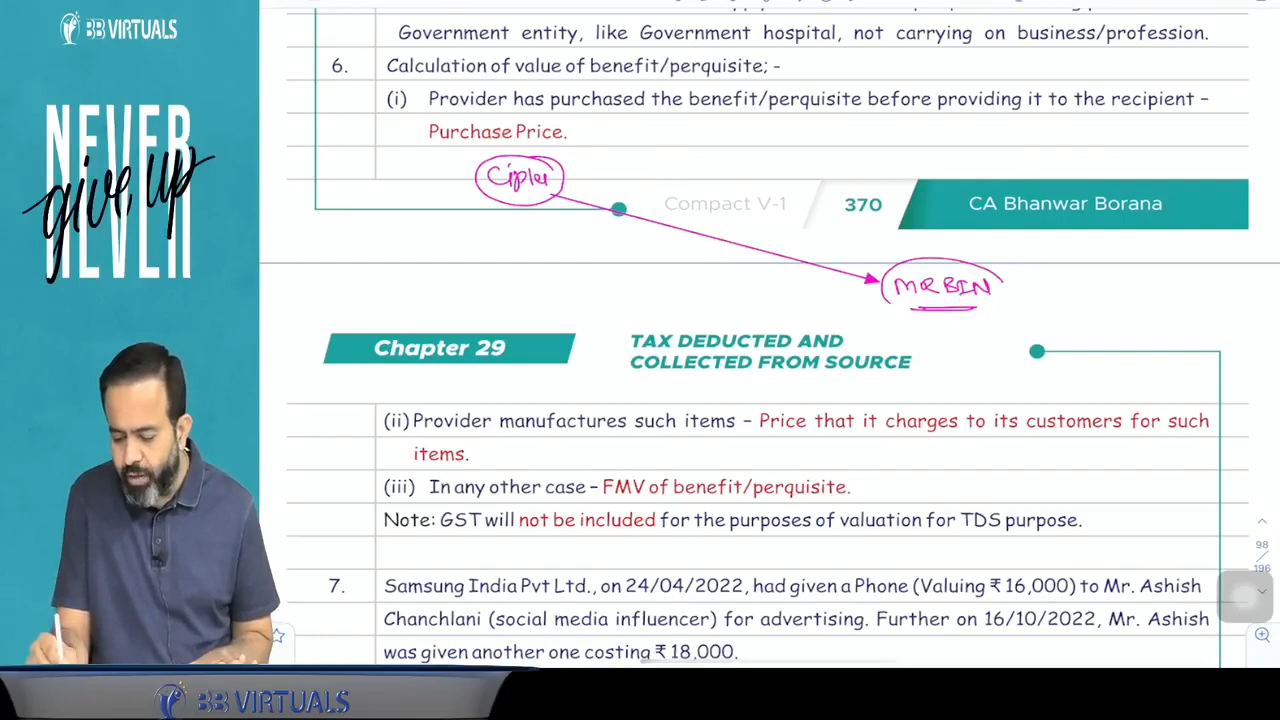 BB VIRTUALS
NEVER
give up
NEVER
Government entity, like Government hospital, not carrying on business/profession.
6. Calculation of value of benefit/perquisite; -
(i) Provider has purchased the benefit/perquisite before providing it to the recipient –
Purchase Price.
Cipla
Compact V-1 370 CA Bhanwar Borana
MR BEN
Chapter 29
TAX DEDUCTED AND
COLLECTED FROM SOURCE
(ii) Provider manufactures such items – Price that it charges to its customers for such
items.
(iii) In any other case – FMV of benefit/perquisite.
Note: GST will not be included for the purposes of valuation for TDS purpose.
98
196
7. Samsung India Pvt Ltd., on 24/04/2022, had given a Phone (Valuing ₹ 16,000) to Mr. Ashish
Chanchlani (social media influencer) for advertising. Further on 16/10/2022, Mr. Ashish
was given another one costing ₹ 18,000.
BB VIRTUALS